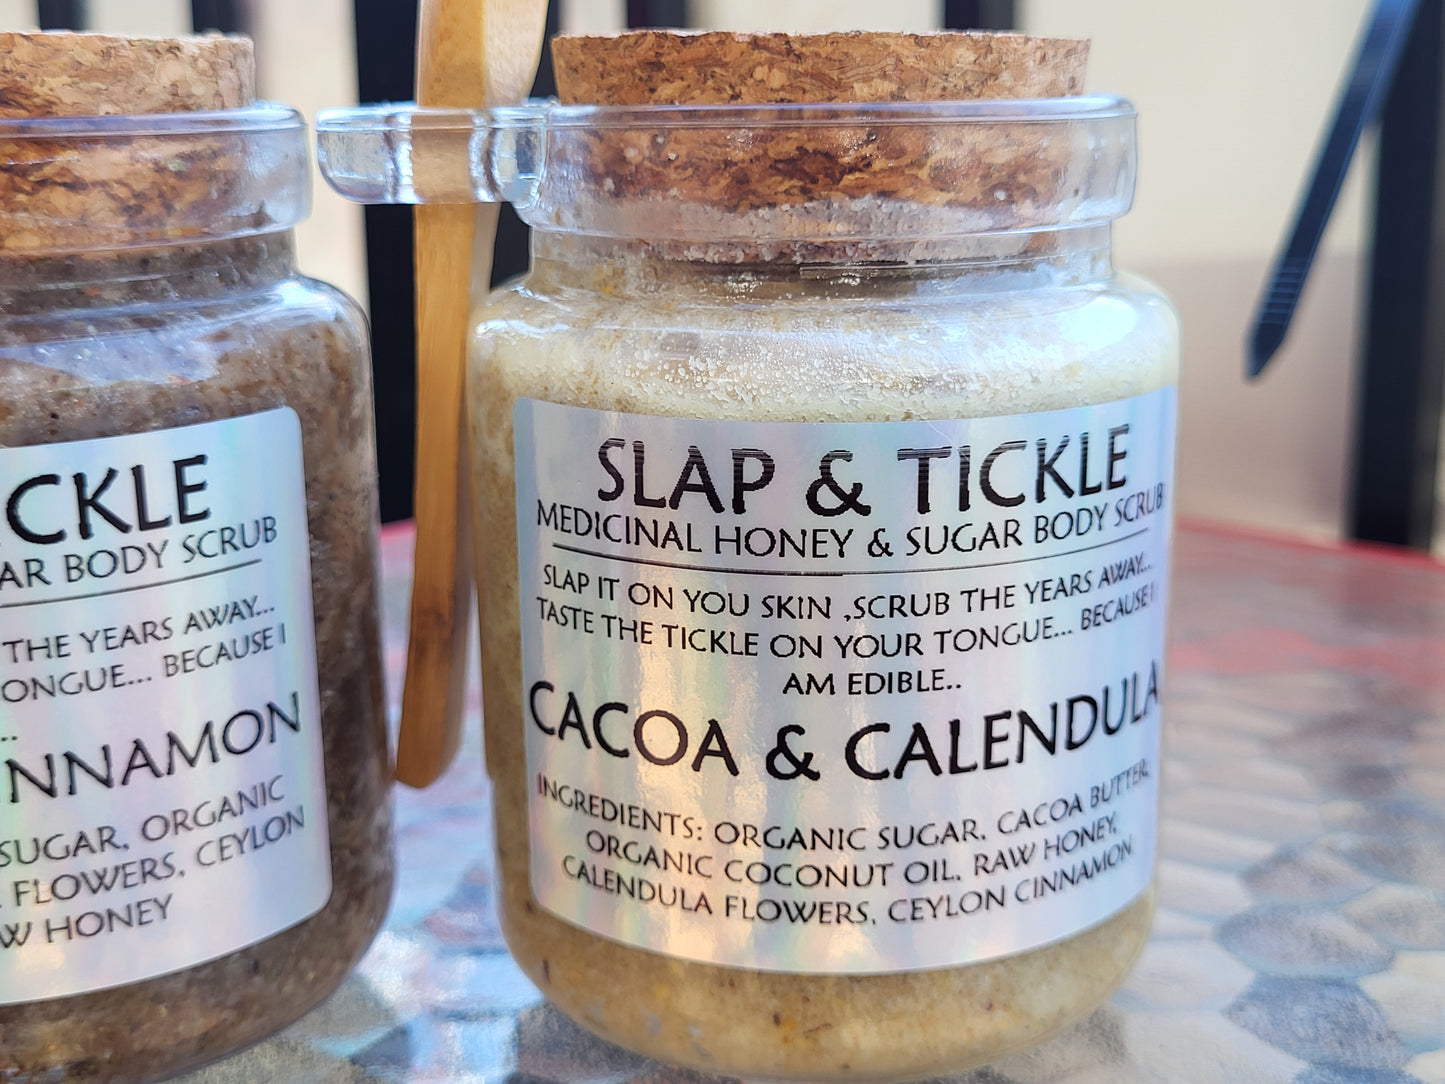 CKLE
AR BODY SCRUB
THE YEARS AWAY...
ONGUE... BECAUSE I
..
NNAMON
SUGAR, ORGANIC
FLOWERS, CEYLON
W HONEY
SLAP & TICKLE
MEDICINAL HONEY & SUGAR BODY SCRUB
SLAP IT ON YOU SKIN ,SCRUB THE YEARS AWAY...
TASTE THE TICKLE ON YOUR TONGUE... BECAUSE I
AM EDIBLE..
CACOA & CALENDULA
INGREDIENTS: ORGANIC SUGAR, CACOA BUTTER,
ORGANIC COCONUT OIL, RAW HONEY,
CALENDULA FLOWERS, CEYLON CINNAMON